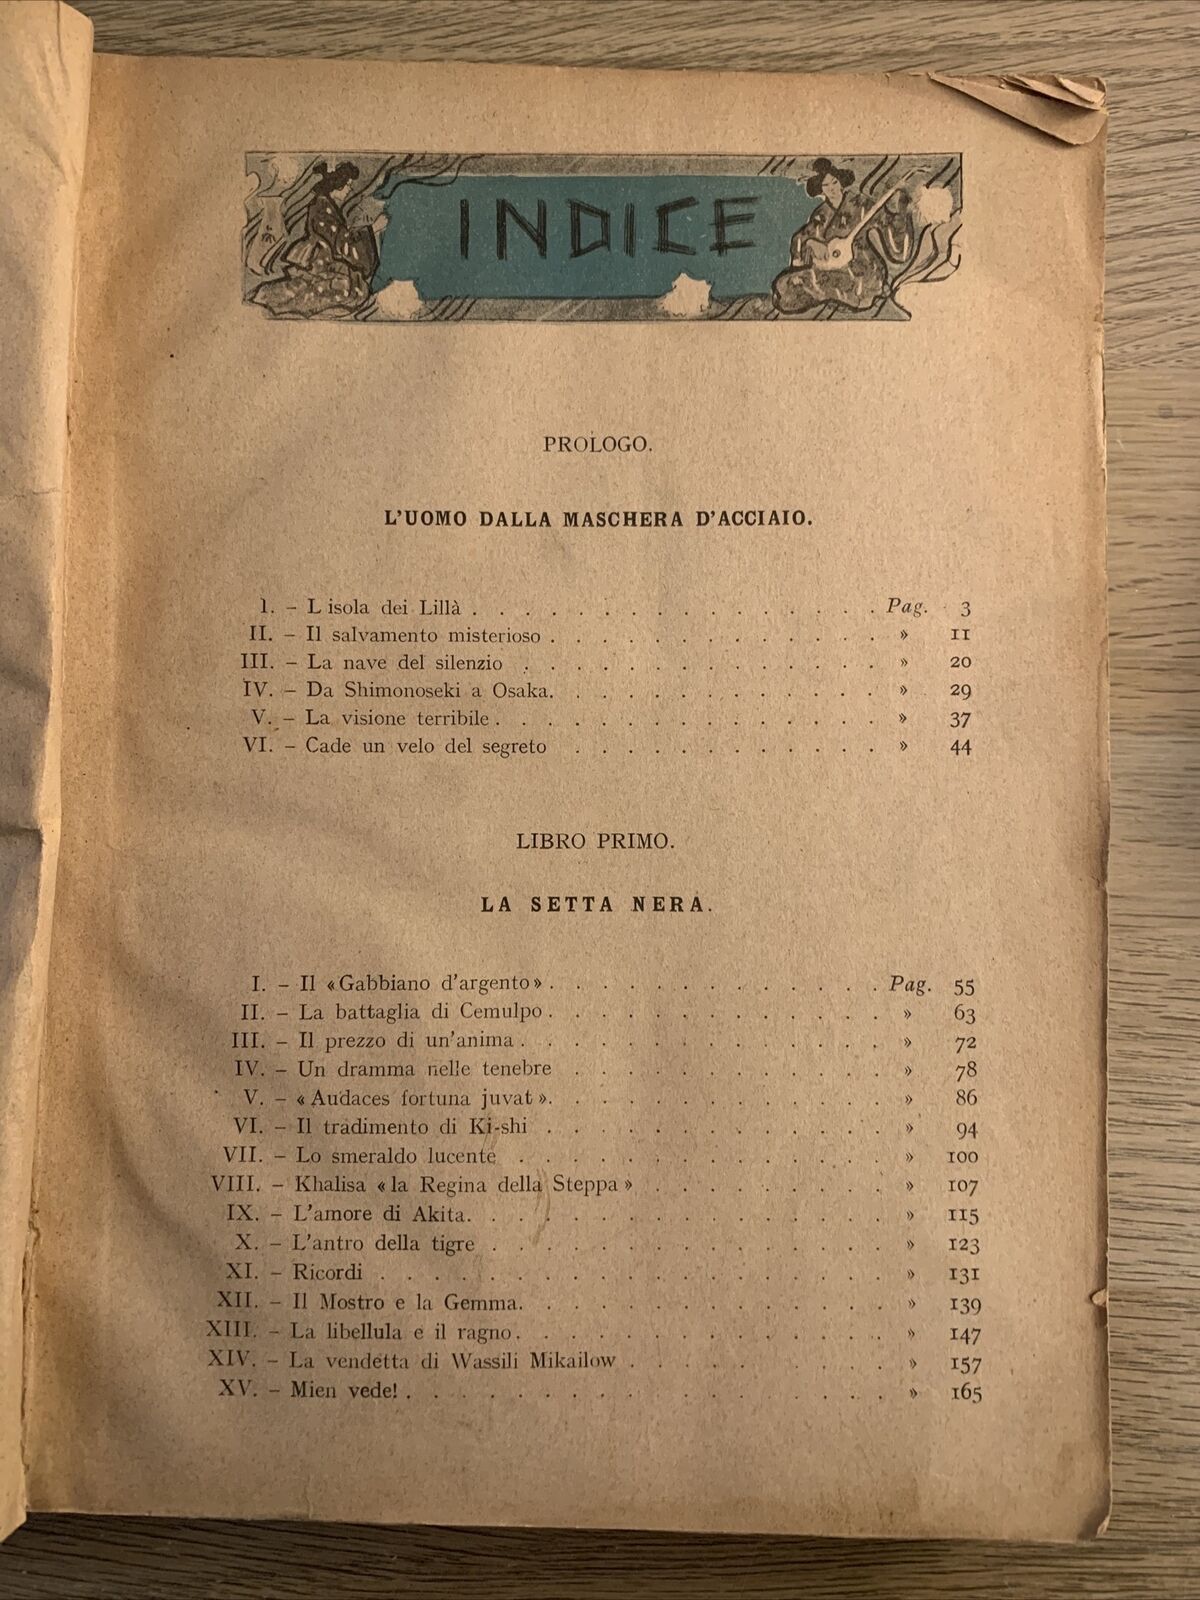 INDICE
PROLOGO.
L'UOMO DALLA MASCHERA D'ACCIAIO.
I. – L isola dei Lillà . . . . . . . . . . . . . . . . Pag. 3
II. – Il salvamento misterioso . . . . . . . . . . . . . » 11
III. – La nave del silenzio . . . . . . . . . . . . . . » 20
IV. – Da Shimonoseki a Osaka. . . . . . . . . . . . . » 29
V. – La visione terribile . . . . . . . . . . . . . . . » 37
VI. – Cade un velo del segreto . . . . . . . . . . . . » 44
LIBRO PRIMO.
LA SETTA NERA.
I. – Il «Gabbiano d'argento» . . . . . . . . . . . . . Pag. 55
II. – La battaglia di Cemulpo . . . . . . . . . . . . . » 63
III. – Il prezzo di un'anima . . . . . . . . . . . . . . » 72
IV. – Un dramma nelle tenebre . . . . . . . . . . . . » 78
V. – « Audaces fortuna juvat ». . . . . . . . . . . . . » 86
VI. – Il tradimento di Ki-shi . . . . . . . . . . . . . » 94
VII. – Lo smeraldo lucente . . . . . . . . . . . . . . » 100
VIII. – Khalisa « la Regina della Steppa » . . . . . . . . . » 107
IX. – L'amore di Akita. . . . . . . . . . . . . . . . » 115
X. – L'antro della tigre . . . . . . . . . . . . . . . » 123
XI. – Ricordi . . . . . . . . . . . . . . . . . . . » 131
XII. – Il Mostro e la Gemma. . . . . . . . . . . . . . » 139
XIII. – La libellula e il ragno . . . . . . . . . . . . . . » 147
XIV. – La vendetta di Wassili Mikailow . . . . . . . . . » 157
XV. – Mien vede! . . . . . . . . . . . . . . . . . . » 165